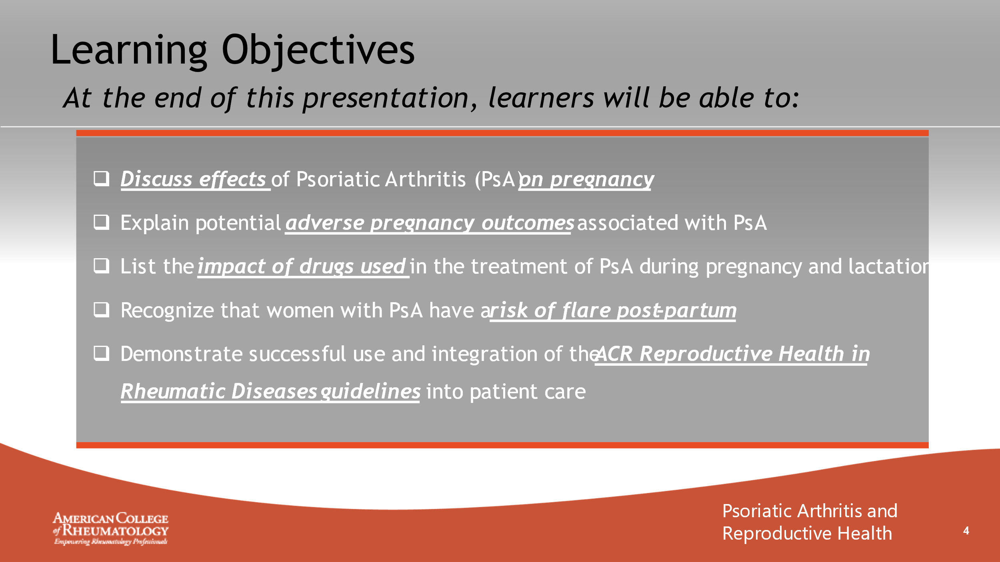 Learning Objectives
At the end of this presentation, learners will be able to:
❑ Discuss effects of Psoriatic Arthritis (PsA) on pregnancy
❑ Explain potential adverse pregnancy outcomes associated with PsA
❑ List the impact of drugs used in the treatment of PsA during pregnancy and lactation
❑ Recognize that women with PsA have a risk of flare post-partum
❑ Demonstrate successful use and integration of the ACR Reproductive Health in
Rheumatic Diseases guidelines into patient care
AMERICAN COLLEGE
of RHEUMATOLOGY
Empowering Rheumatology Professionals
Psoriatic Arthritis and
Reproductive Health
4